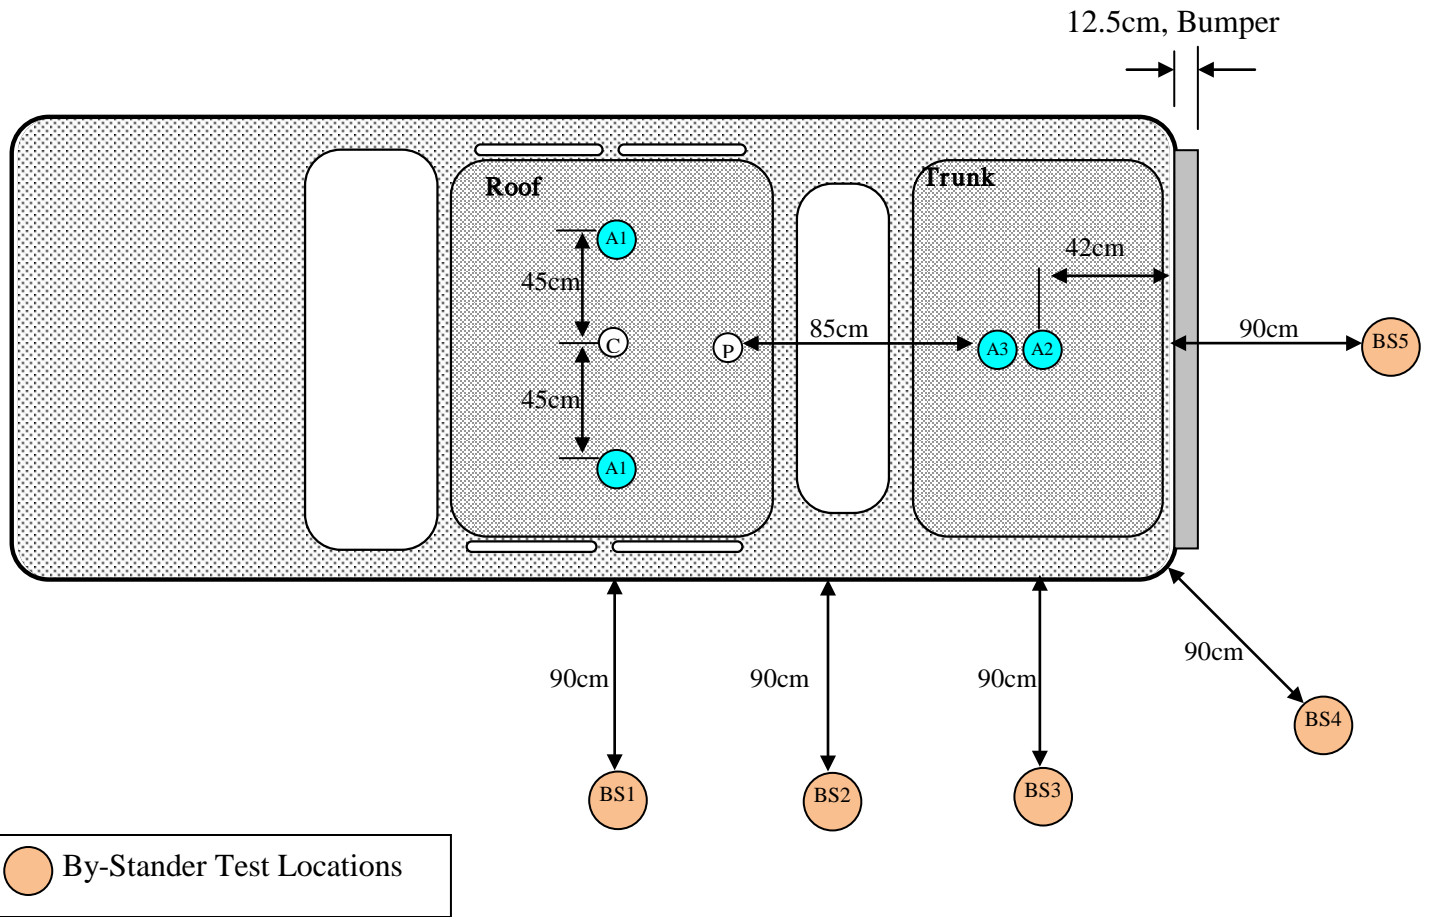 12.5cm, Bumper
Roof
Trunk
A1
42cm
45cm
85cm
90cm
C
P
A3
A2
BS5
45cm
A1
90cm
90cm
90cm
90cm
BS4
BS1
BS2
BS3
By-Stander Test Locations